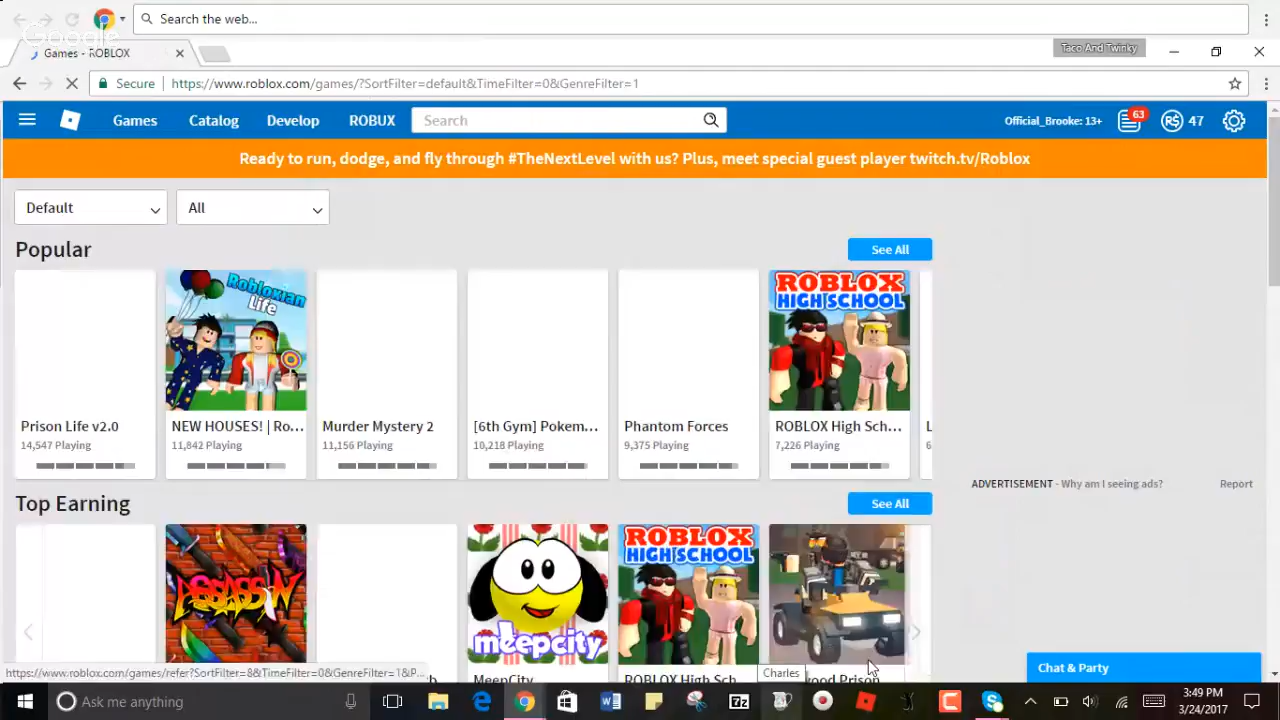 Search the web...
Google
Games - ROBLOX
Taco And Twinky
Secure
https://www.roblox.com/games/?SortFilter=default&TimeFilter=0&GenreFilter=1
Games
Catalog
Develop
ROBUX
Search
Official_Brooke: 13+
63
R$
47
Ready to run, dodge, and fly through #TheNextLevel with us? Plus, meet special guest player twitch.tv/Roblox
Default
All
Popular
See All
Robloxian
Life
ROBLOX
HIGH SCHOOL
Prison Life v2.0
NEW HOUSES! | Ro...
Murder Mystery 2
[6th Gym] Pokem...
Phantom Forces
ROBLOX High Sch...
14,547 Playing
11,842 Playing
11,156 Playing
10,218 Playing
9,375 Playing
7,226 Playing
ADVERTISEMENT - Why am I seeing ads?
Report
Top Earning
See All
ASSASSIN
meepcity
ROBLOX
HIGH SCHOOL
https://www.roblox.com/games/refer?SortFilter=8&TimeFilter=0&GenreFilter=1&P...
MeepCity
ROBLOX High Sch...
Charles
ood Prison
Chat & Party
Ask me anything
7z
3:49 PM
3/24/2017